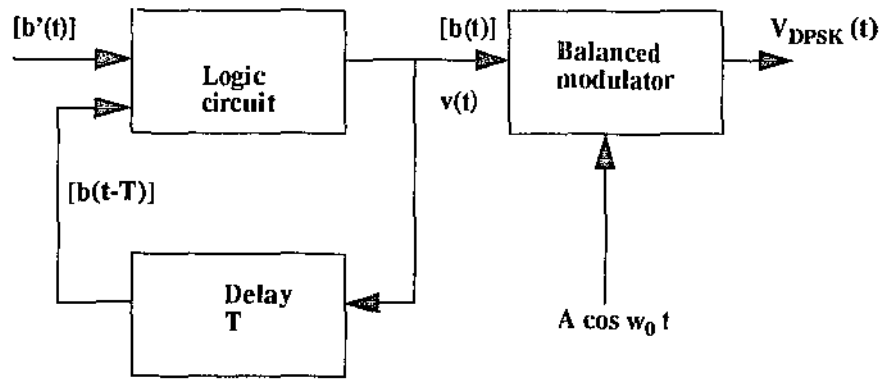 [b'(t)]
Logic
circuit
[b(t)]
v(t)
Balanced
modulator
V_DPSK (t)
[b(t-T)]
Delay
T
A cos w_0 t